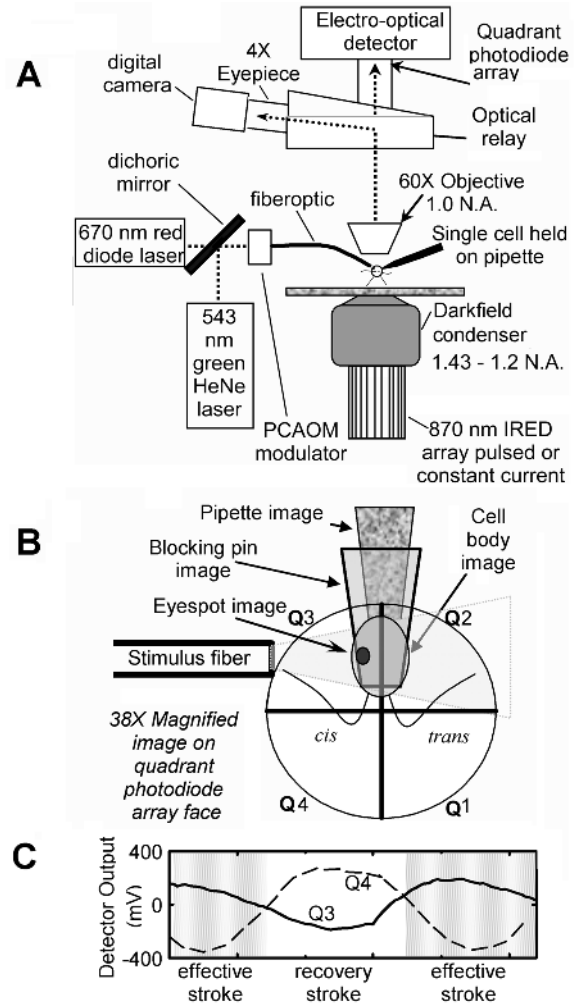 A
Electro-optical
detector
Quadrant
photodiode
array
4X
Eyepiece
digital
camera
Optical
relay
dichoric
mirror
fiberoptic
60X Objective
1.0 N.A.
670 nm red
diode laser
Single cell held
on pipette
543
nm
green
HeNe
laser
Darkfield
condenser
1.43 - 1.2 N.A.
PCAOM
modulator
870 nm IRED
array pulsed or
constant current
B
Pipette image
Cell
body
image
Blocking pin
image
Eyespot image
Q3
Q2
Stimulus fiber
38X Magnified
image on
quadrant
photodiode
array face
cis
trans
Q4
Q1
C
Detector Output
(mV)
400
0
-400
Q4
Q3
effective
stroke
recovery
stroke
effective
stroke